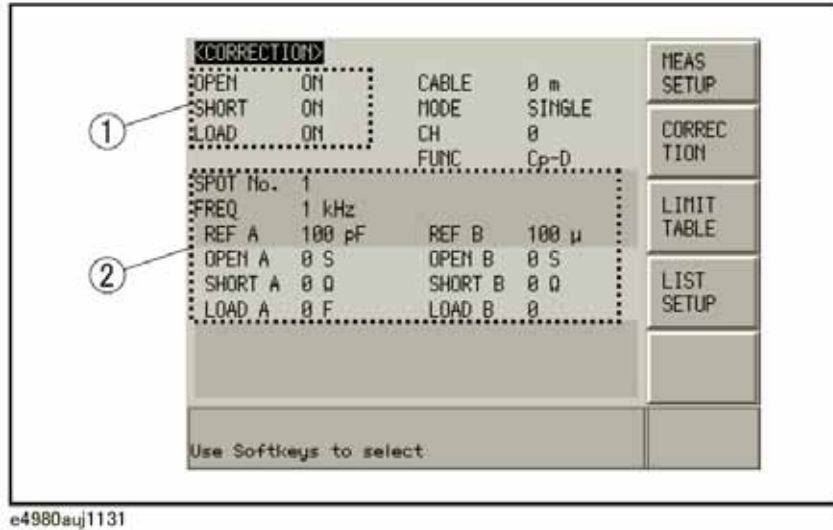 <CORRECTION>
OPEN ON CABLE 0 m
SHORT ON MODE SINGLE
LOAD ON CH 0
FUNC Cp-D
SPOT No. 1
FREQ 1 kHz
REF A 100 pF REF B 100 µ
OPEN A 0 S OPEN B 0 S
SHORT A 0 Ω SHORT B 0 Ω
LOAD A 0 F LOAD B 0
Use Softkeys to select
MEAS
SETUP
CORREC
TION
LIMIT
TABLE
LIST
SETUP
1
2
e4980auj1131